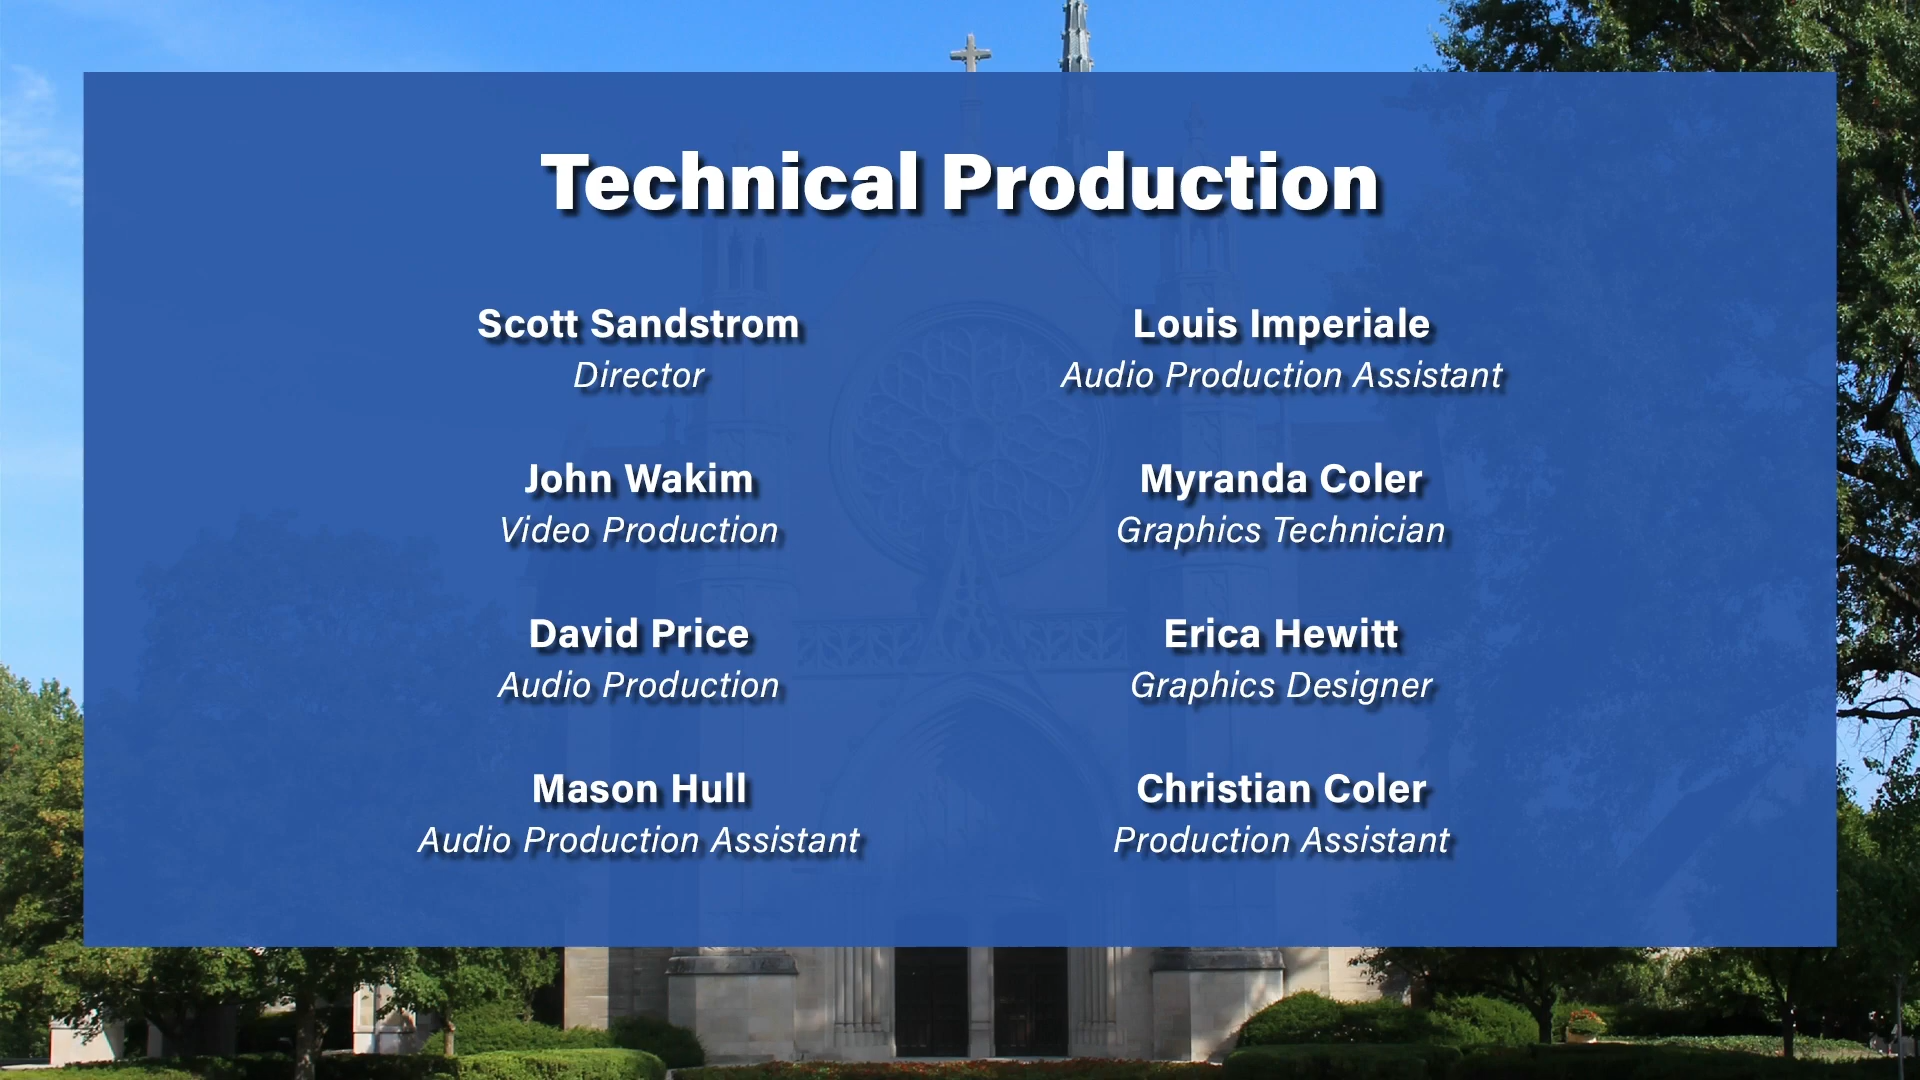 Technical Production
Scott Sandstrom
Director
John Wakim
Video Production
David Price
Audio Production
Mason Hull
Audio Production Assistant
Louis Imperiale
Audio Production Assistant
Myranda Coler
Graphics Technician
Erica Hewitt
Graphics Designer
Christian Coler
Production Assistant